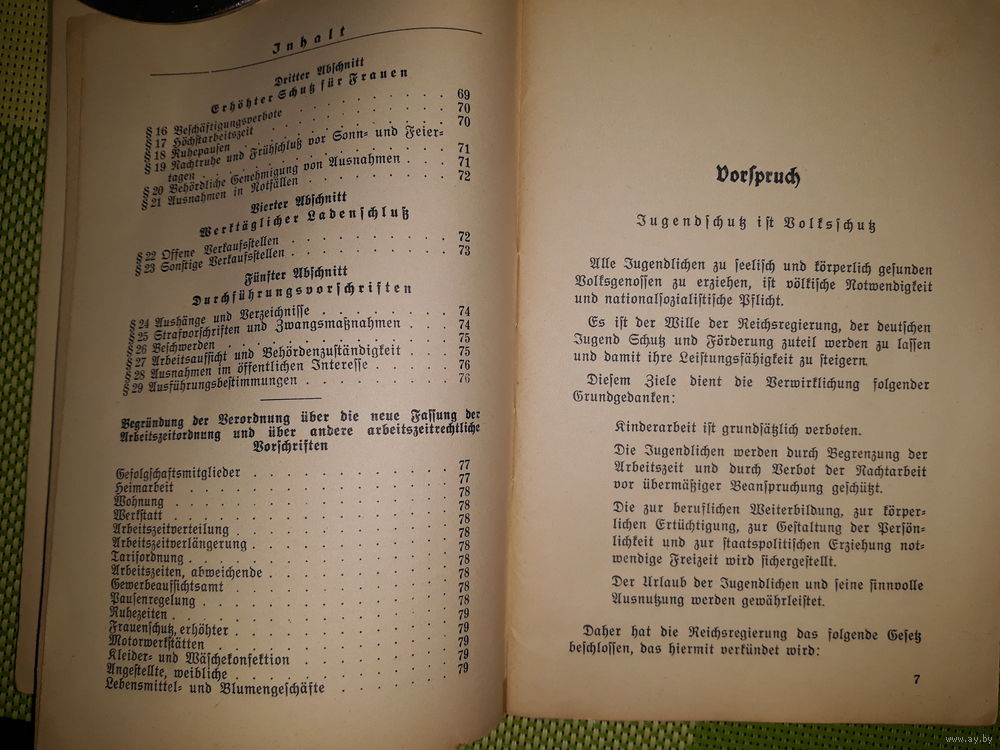 Inhalt
Dritter Abschnitt
Erhöhter Schutz für Frauen
§ 16 Beschäftigungsverbote . . . . . . . . 69
§ 17 Höchstarbeitszeit . . . . . . . . 70
§ 18 Ruhepausen . . . . . . . . 70
§ 19 Nachtruhe und Frühschluß vor Sonn- und Feier-
tagen . . . . . . . . 71
§ 20 Behördliche Genehmigung von Ausnahmen . . . 71
§ 21 Ausnahmen in Notfällen . . . . . . . . 72
Vierter Abschnitt
Werktäglicher Ladenschluß
§ 22 Offene Verkaufsstellen . . . . . . . . 72
§ 23 Sonstige Verkaufsstellen . . . . . . . . 73
Fünfter Abschnitt
Durchführungsvorschriften
§ 24 Aushänge und Verzeichnisse . . . . . . . . 74
§ 25 Strafvorschriften und Zwangsmaßnahmen . . . 74
§ 26 Beschwerden . . . . . . . . 75
§ 27 Arbeitsaufsicht und Behördenzuständigkeit . . . 75
§ 28 Ausnahmen im öffentlichen Interesse . . . . 76
§ 29 Ausführungsbestimmungen . . . . . . . . 76
Begründung der Verordnung über die neue Fassung der
Arbeitszeitordnung und über andere arbeitszeitrechtliche
Vorschriften
Gefolgschaftsmitglieder . . . . . . . . 77
Heimarbeit . . . . . . . . 77
Wohnung . . . . . . . . 78
Werkstatt . . . . . . . . 78
Arbeitszeitverteilung . . . . . . . . 78
Arbeitszeitverlängerung . . . . . . . . 78
Tarifordnung . . . . . . . . 78
Arbeitszeiten, abweichende . . . . . . . . 78
Gewerbeaufsichtsamt . . . . . . . . 78
Pausenregelung . . . . . . . . 78
Ruhezeiten . . . . . . . . 79
Frauenschutz, erhöhter . . . . . . . . 79
Motorwerkstätten . . . . . . . . 79
Kleider- und Wäschekonfektion . . . . . . . . 79
Angestellte, weibliche . . . . . . . . 79
Lebensmittel- und Blumengeschäfte . . . . . .
Vorspruch
Jugendschutz ist Volksschutz
Alle Jugendlichen zu seelisch und körperlich gesunden
Volksgenossen zu erziehen, ist völkische Notwendigkeit
und nationalsozialistische Pflicht.
Es ist der Wille der Reichsregierung, der deutschen
Jugend Schutz und Förderung zuteil werden zu lassen
und damit ihre Leistungsfähigkeit zu steigern.
Diesem Ziele dient die Verwirklichung folgender
Grundgedanken:
Kinderarbeit ist grundsätzlich verboten.
Die Jugendlichen werden durch Begrenzung der
Arbeitszeit und durch Verbot der Nachtarbeit
vor übermäßiger Beanspruchung geschützt.
Die zur beruflichen Weiterbildung, zur körper-
lichen Ertüchtigung, zur Gestaltung der Persön-
lichkeit und zur staatspolitischen Erziehung not-
wendige Freizeit wird sichergestellt.
Der Urlaub der Jugendlichen und seine sinnvolle
Ausnutzung werden gewährleistet.
Daher hat die Reichsregierung das folgende Gesetz
beschlossen, das hiermit verkündet wird:
7
www.ay.by